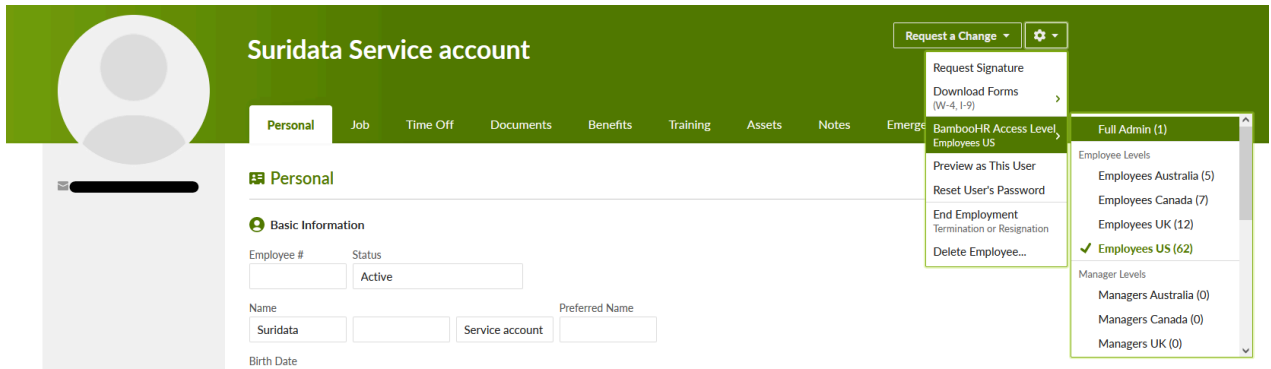 Suridata Service account
Request a Change
Personal Job Time Off Documents Benefits Training Assets Notes
Request Signature
Download Forms
(W-4, I-9)
BambooHR Access Level
Employees US
Preview as This User
Reset User's Password
End Employment
Termination or Resignation
Delete Employee...
Full Admin (1)
Employee Levels
Employees Australia (5)
Employees Canada (7)
Employees UK (12)
Employees US (62)
Manager Levels
Managers Australia (0)
Managers Canada (0)
Managers UK (0)
Personal
Basic Information
Employee # Status
Active
Name Preferred Name
Suridata Service account
Birth Date